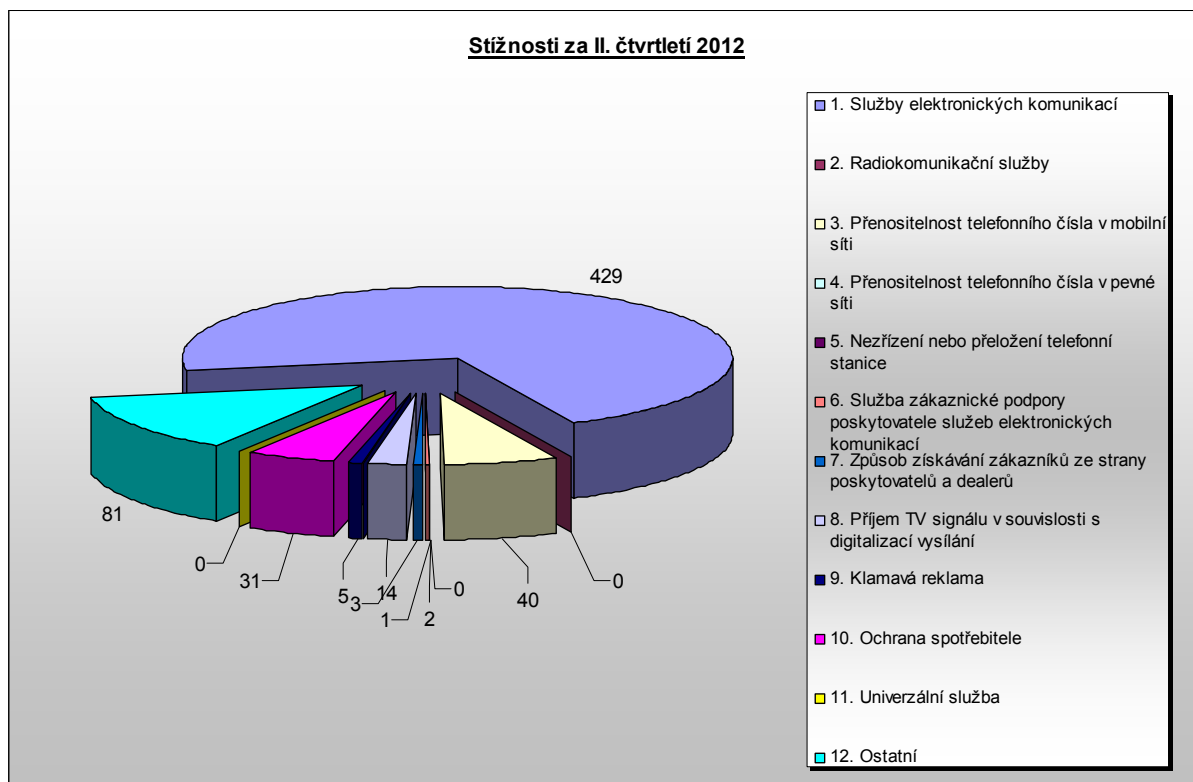 Stížnosti za II. čtvrtletí 2012
1. Služby elektronických komunikací
2. Radiokomunikační služby
3. Přenositelnost telefonního čísla v mobilní
síti
4. Přenositelnost telefonního čísla v pevné
síti
5. Nezřízení nebo přeložení telefonní
stanice
6. Služba zákaznické podpory
poskytovatele služeb elektronických
komunikací
7. Způsob získávání zákazníků ze strany
poskytovatelů a dealerů
8. Příjem TV signálu v souvislosti s
digitalizací vysílání
9. Klamavá reklama
10. Ochrana spotřebitele
11. Univerzální služba
12. Ostatní
429
81
0
31
5
3
14
1
2
0
40
0